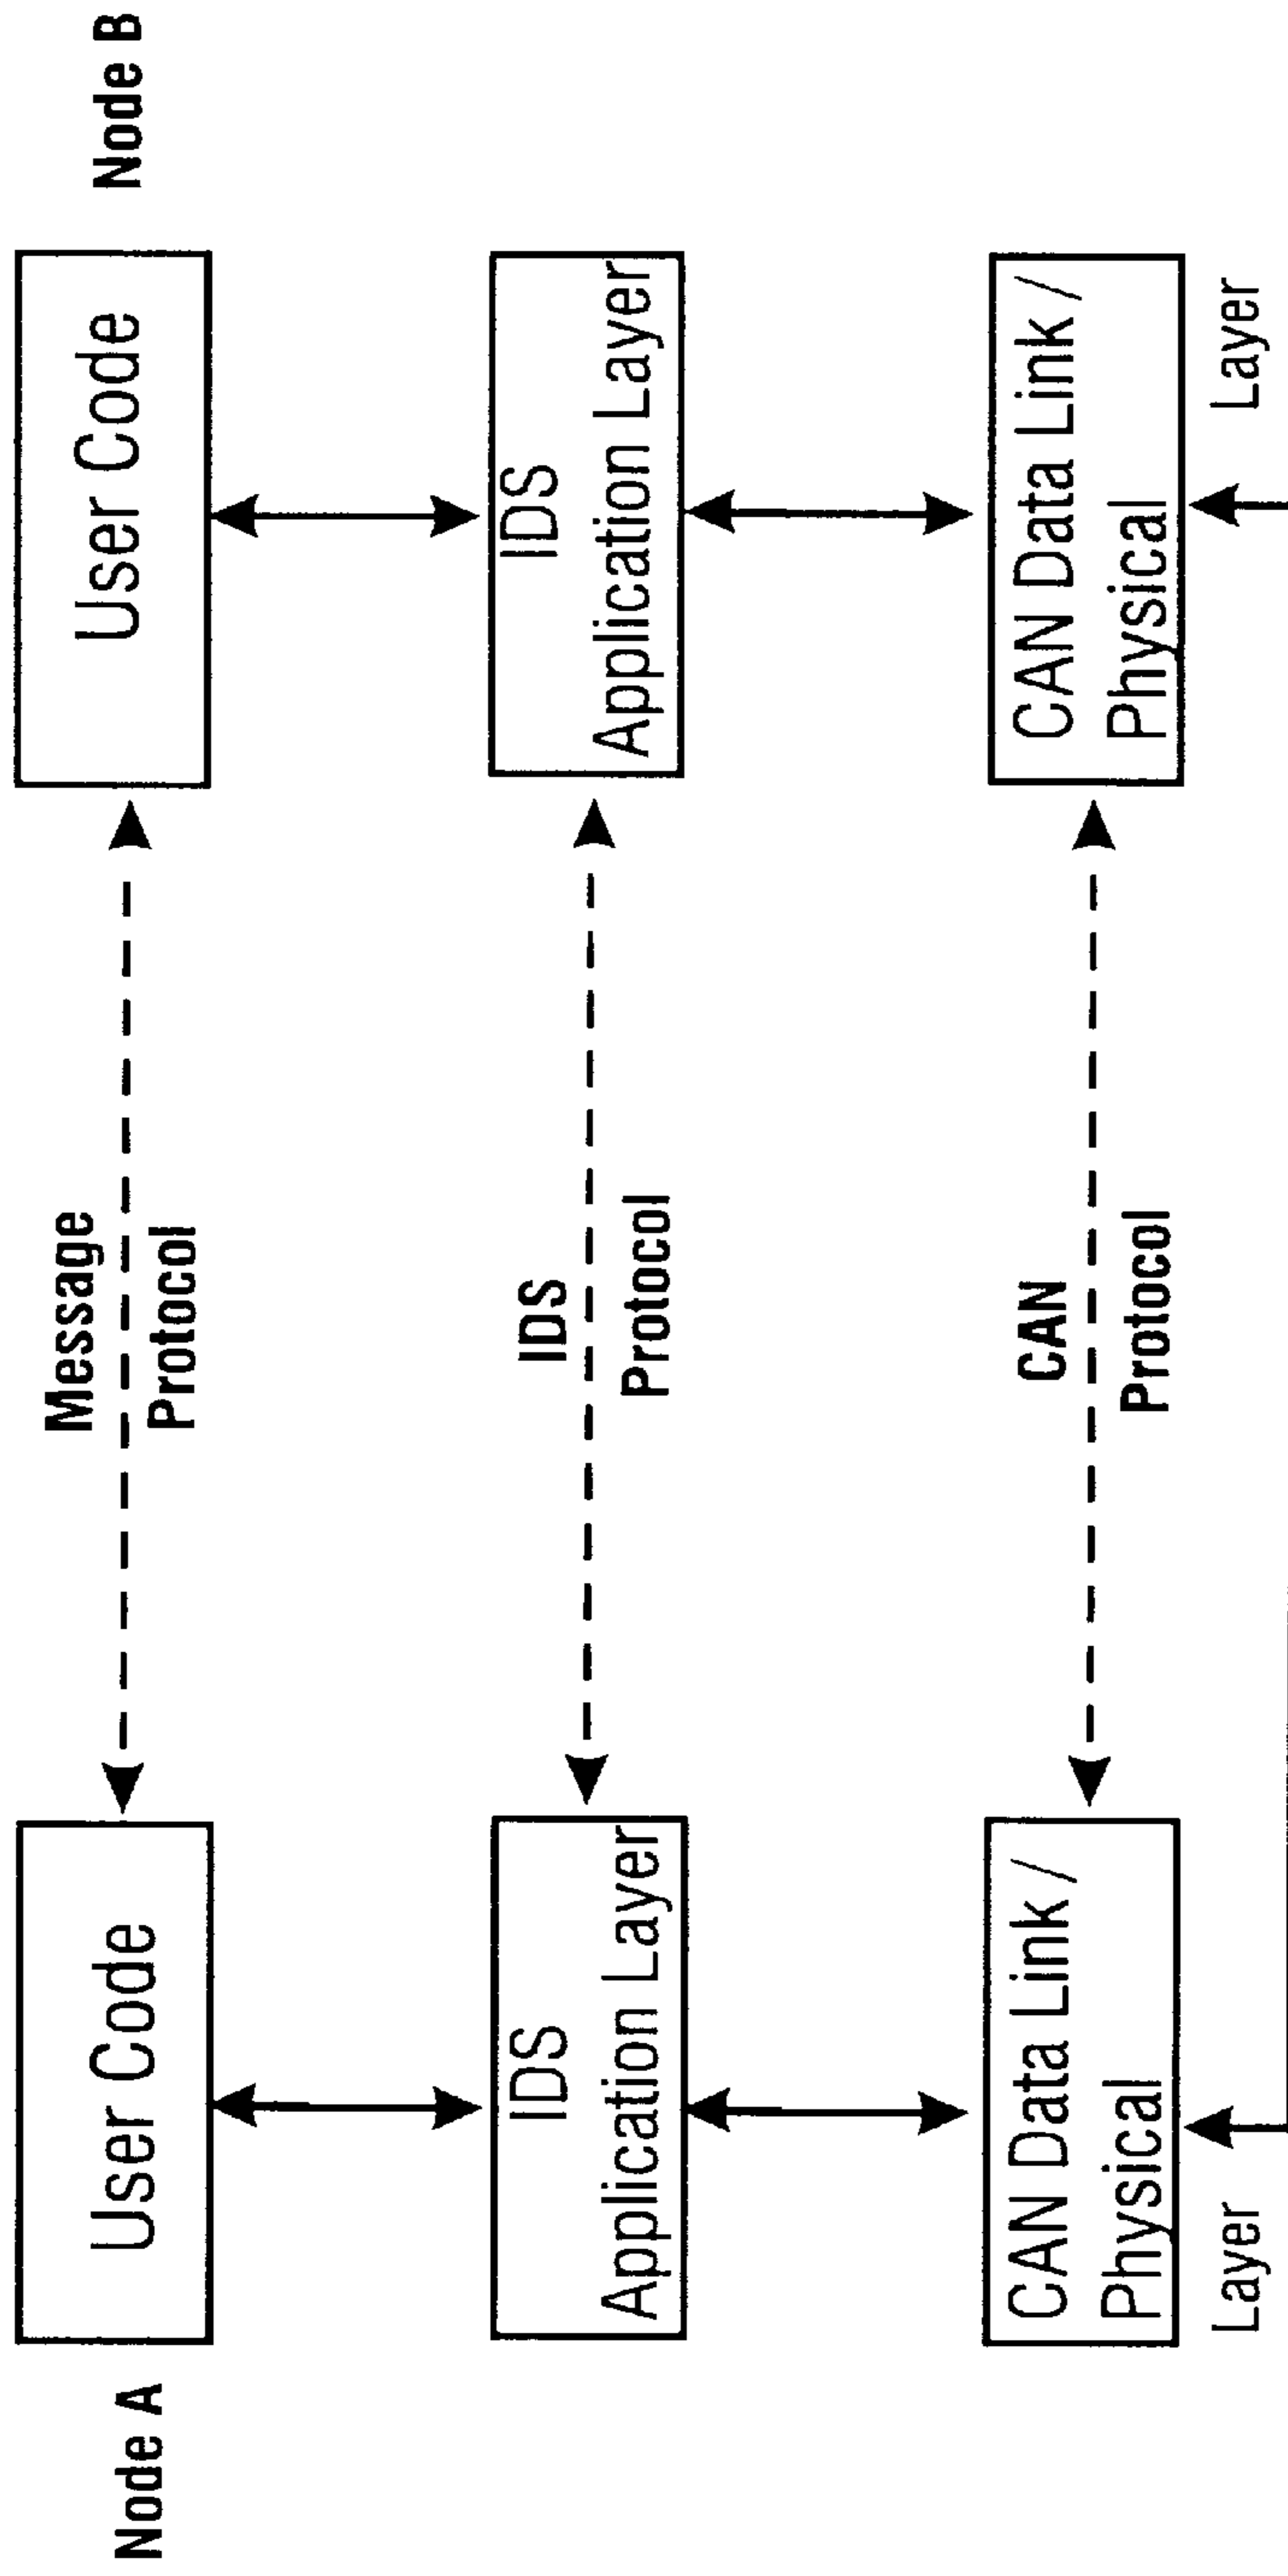 Node A
User Code
Message
Protocol
User Code
Node B
IDS
Application Layer
IDS
Protocol
IDS
Application Layer
CAN Data Link /
Physical
Layer
CAN
Protocol
CAN Data Link /
Physical
Layer